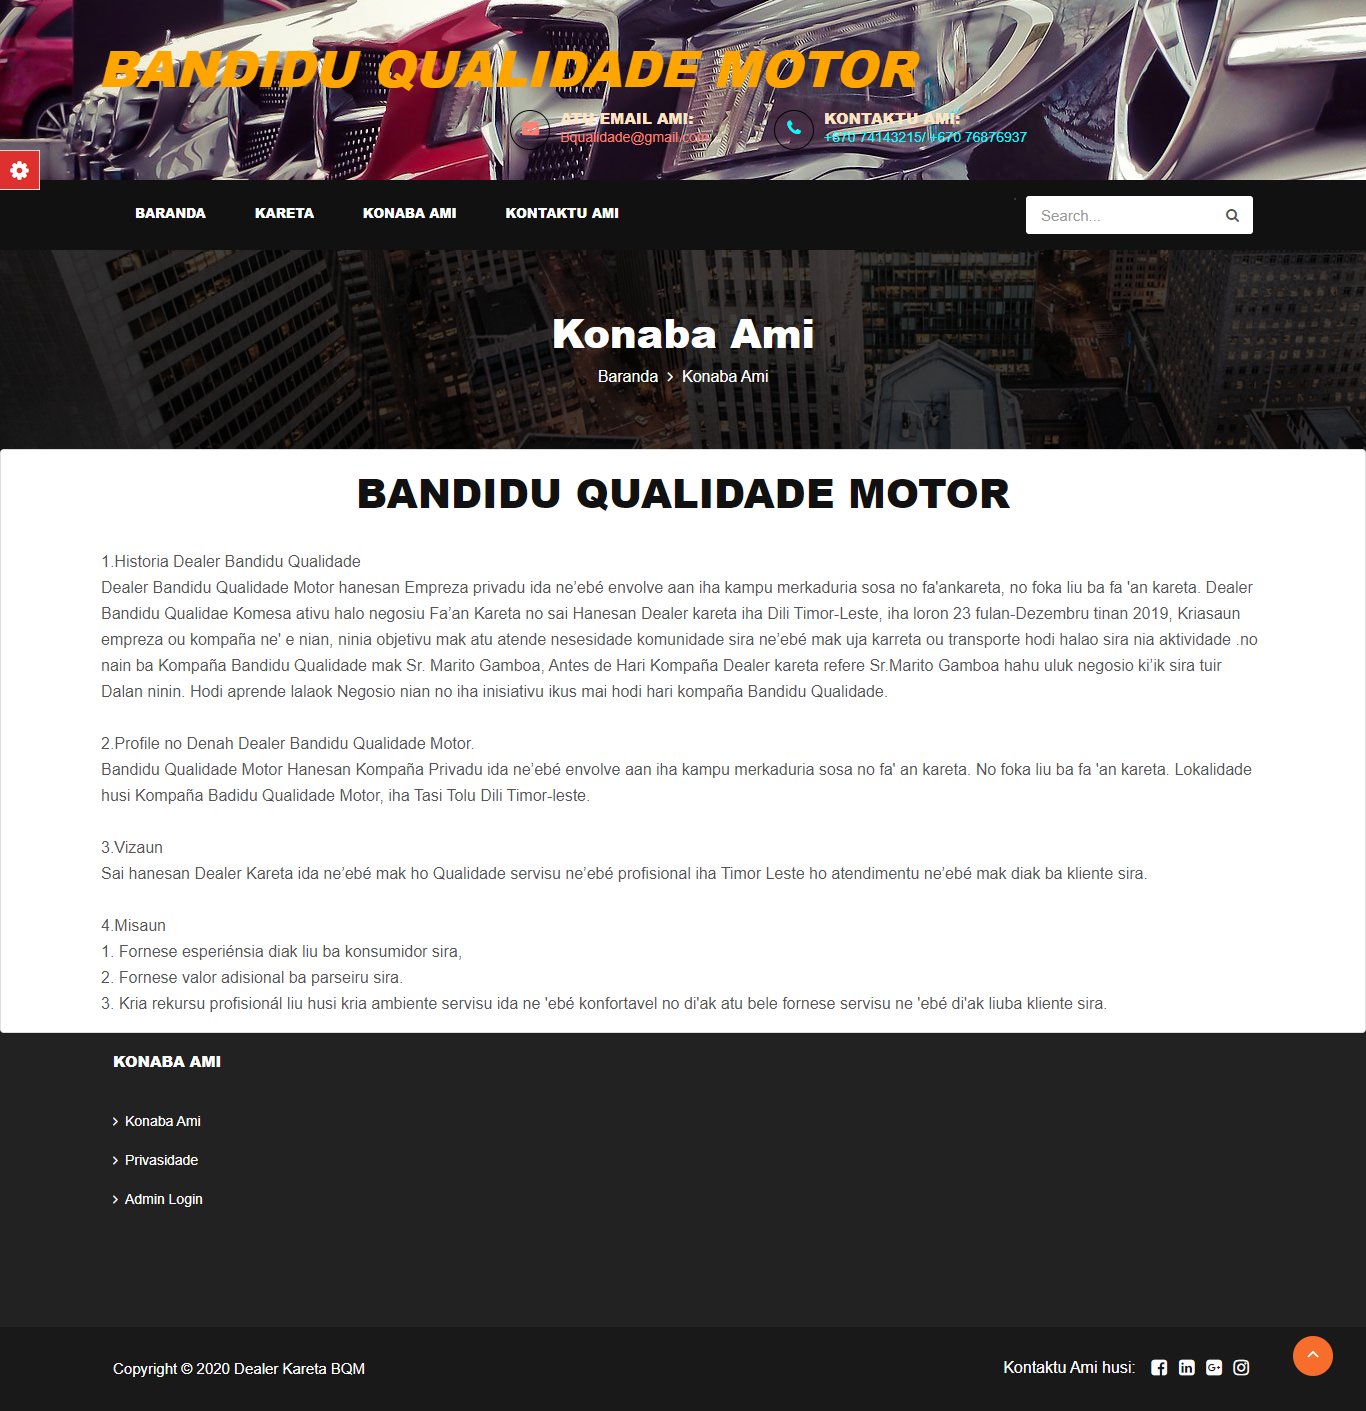 BANDIDU QUALIDADE MOTOR
ATU EMAIL AMI:
Bqualidade@gmail.com
KONTAKTU AMI:
+670 74143215/ +670 76876937
BARANDA KARETA KONABA AMI KONTAKTU AMI
Search...
Konaba Ami
Baranda > Konaba Ami
BANDIDU QUALIDADE MOTOR
1.Historia Dealer Bandidu Qualidade
Dealer Bandidu Qualidade Motor hanesan Empreza privadu ida ne’ebé envolve aan iha kampu merkaduria sosa no fa'ankareta, no foka liu ba fa 'an kareta. Dealer
Bandidu Qualidae Komesa ativu halo negosiu Fa’an Kareta no sai Hanesan Dealer kareta iha Dili Timor-Leste, iha loron 23 fulan-Dezembru tinan 2019, Kriasaun
empreza ou kompaña ne' e nian, ninia objetivu mak atu atende nesesidade komunidade sira ne’ebé mak uja karreta ou transporte hodi halao sira nia aktividade .no
nain ba Kompaña Bandidu Qualidade mak Sr. Marito Gamboa, Antes de Hari Kompaña Dealer kareta refere Sr.Marito Gamboa hahu uluk negosio ki’ik sira tuir
Dalan ninin. Hodi aprende lalaok Negosio nian no iha inisiativu ikus mai hodi hari kompaña Bandidu Qualidade.
2.Profile no Denah Dealer Bandidu Qualidade Motor.
Bandidu Qualidade Motor Hanesan Kompaña Privadu ida ne’ebé envolve aan iha kampu merkaduria sosa no fa' an kareta. No foka liu ba fa 'an kareta. Lokalidade
husi Kompaña Badidu Qualidade Motor, iha Tasi Tolu Dili Timor-leste.
3.Vizaun
Sai hanesan Dealer Kareta ida ne’ebé mak ho Qualidade servisu ne’ebé profisional iha Timor Leste ho atendimentu ne’ebé mak diak ba kliente sira.
4.Misaun
1. Fornese esperiénsia diak liu ba konsumidor sira,
2. Fornese valor adisional ba parseiru sira.
3. Kria rekursu profisionál liu husi kria ambiente servisu ida ne 'ebé konfortavel no di'ak atu bele fornese servisu ne 'ebé di'ak liuba kliente sira.
KONABA AMI
Konaba Ami
Privasidade
Admin Login
Copyright © 2020 Dealer Kareta BQM
Kontaktu Ami husi: